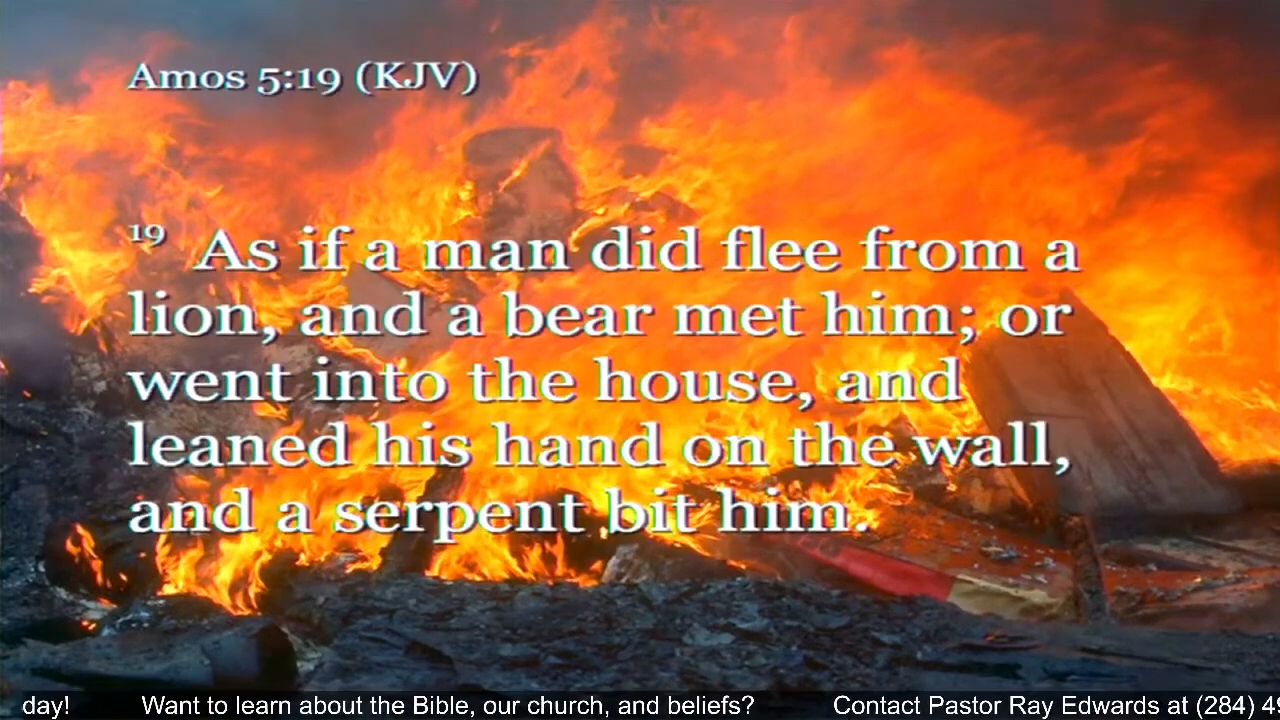 Amos 5:19 (KJV)
19 As if a man did flee from a
lion, and a bear met him; or
went into the house, and
leaned his hand on the wall,
and a serpent bit him.
day! Want to learn about the Bible, our church, and beliefs? Contact Pastor Ray Edwards at (284)